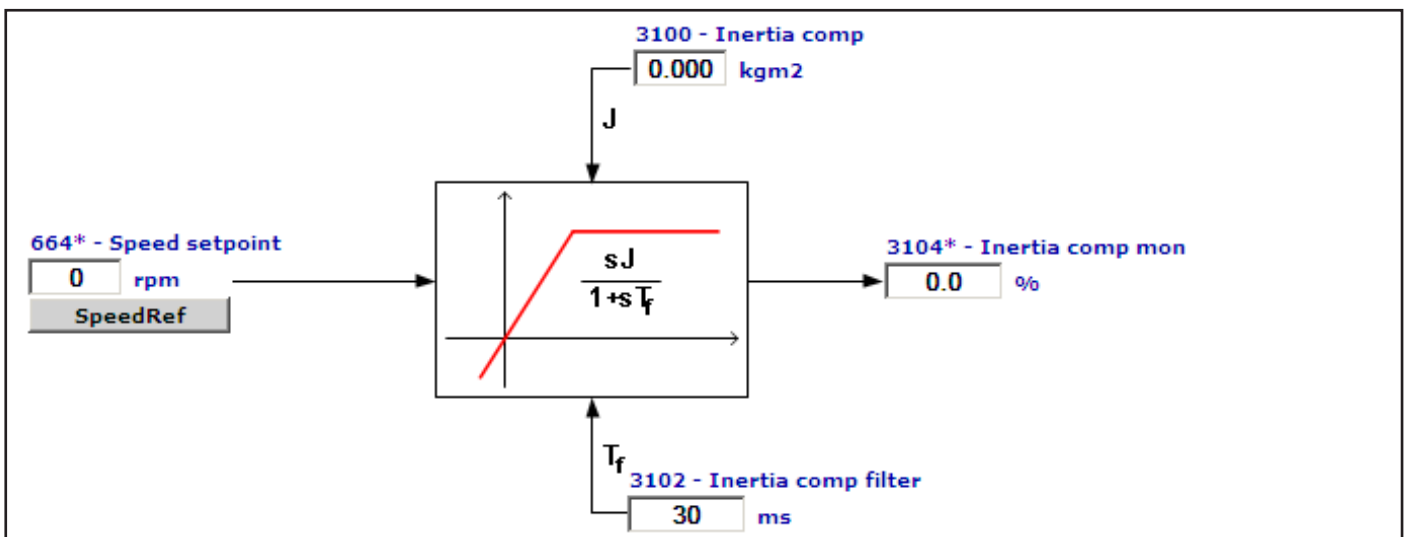 3100 - Inertia comp
0.000 kgm2
J
664* - Speed setpoint
0 rpm
SpeedRef
sJ
1+sTf
3104* - Inertia comp mon
0.0 %
Tf
3102 - Inertia comp filter
30 ms